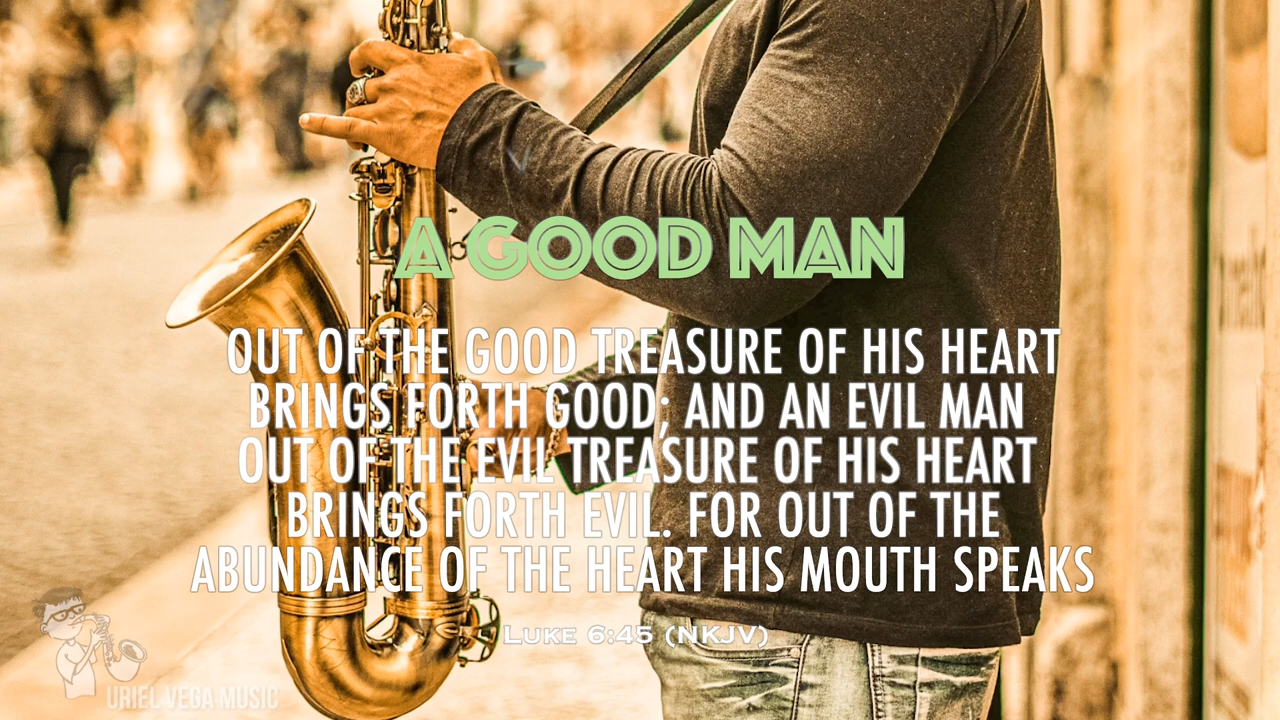 A GOOD MAN
OUT OF THE GOOD TREASURE OF HIS HEART
BRINGS FORTH GOOD; AND AN EVIL MAN
OUT OF THE EVIL TREASURE OF HIS HEART
BRINGS FORTH EVIL. FOR OUT OF THE
ABUNDANCE OF THE HEART HIS MOUTH SPEAKS
LUKE 6:45 (NKJV)
URIEL VEGA MUSIC